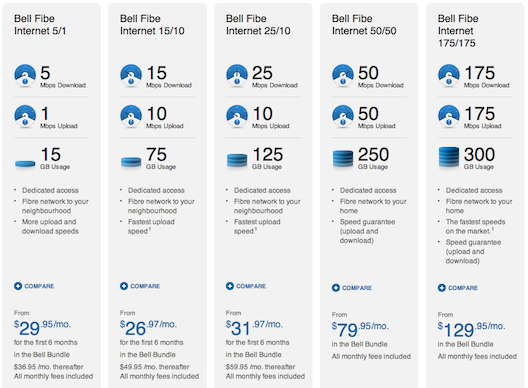 Bell Fibe
Internet 5/1
5
Mbps Download
1
Mbps Upload
15
GB Usage
• Dedicated access
• Fibre network to your
neighbourhood
• More upload and
download speeds
COMPARE
From
$29.95/mo.
for the first 6 months
in the Bell Bundle
$36.95 mo. thereafter
All monthly fees included
Bell Fibe
Internet 15/10
15
Mbps Download
10
Mbps Upload
75
GB Usage
• Dedicated access
• Fibre network to your
neighbourhood
• Fastest upload
speed1
COMPARE
From
$26.97/mo.
for the first 6 months
in the Bell Bundle
$49.95 /mo. thereafter
All monthly fees included
Bell Fibe
Internet 25/10
25
Mbps Download
10
Mbps Upload
125
GB Usage
• Dedicated access
• Fibre network to your
neighbourhood
• Fastest upload
speed1
COMPARE
From
$31.97/mo.
for the first 6 months
in the Bell Bundle
$59.95 /mo. thereafter
All monthly fees included
Bell Fibe
Internet 50/50
50
Mbps Download
50
Mbps Upload
250
GB Usage
• Dedicated access
• Fibre network to your
home
• Speed guarantee
(upload and
download)
COMPARE
From
$79.95/mo.
in the Bell Bundle
All monthly fees included
Bell Fibe
Internet
175/175
175
Mbps Download
175
Mbps Upload
300
GB Usage
• Dedicated access
• Fibre network to your
home
• The fastest speeds
on the market.1
• Speed guarantee
(upload and
download)
COMPARE
From
$129.95/mo.
in the Bell Bundle
All monthly fees included